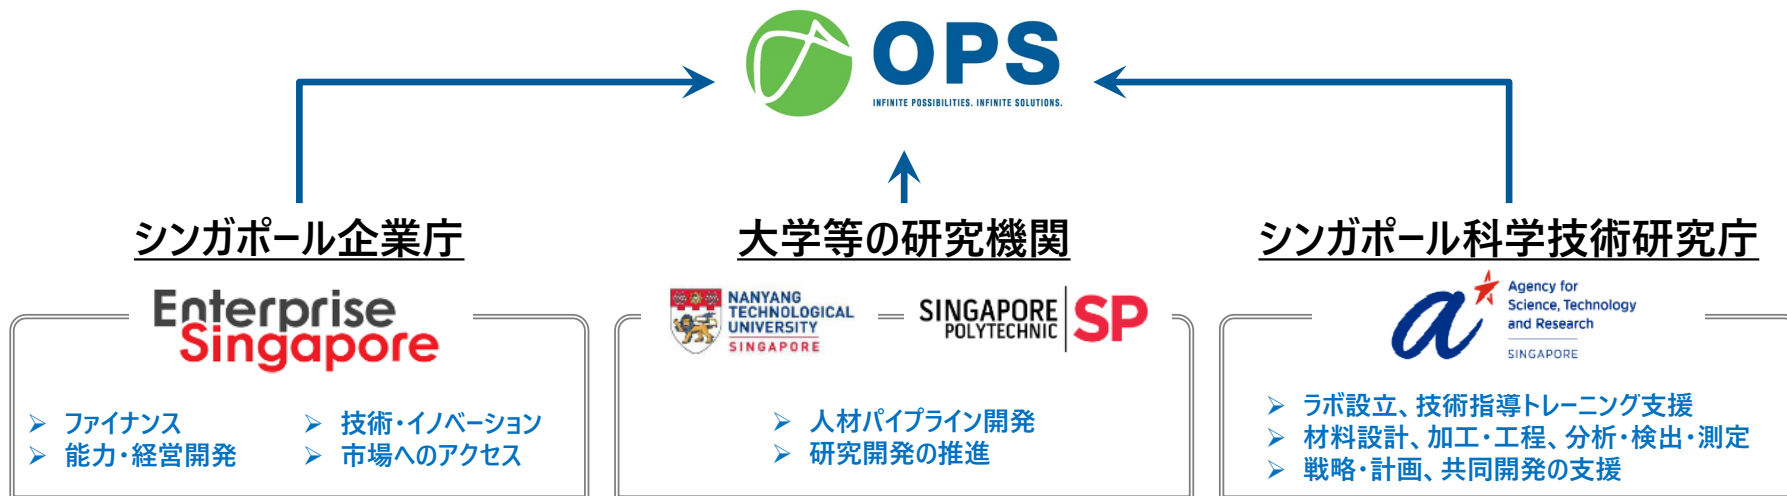 OPS
INFINITE POSSIBILITIES. INFINITE SOLUTIONS.
シンガポール企業庁
Enterprise
Singapore
➢ ファイナンス
➢ 能力・経営開発
➢ 技術・イノベーション
➢ 市場へのアクセス
大学等の研究機関
NANYANG
TECHNOLOGICAL
UNIVERSITY
SINGAPORE
SINGAPORE
POLYTECHNIC
SP
➢ 人材パイプライン開発
➢ 研究開発の推進
シンガポール科学技術研究庁
a
Agency for
Science, Technology
and Research
SINGAPORE
➢ ラボ設立、技術指導トレーニング支援
➢ 材料設計、加工・工程、分析・検出・測定
➢ 戦略・計画、共同開発の支援